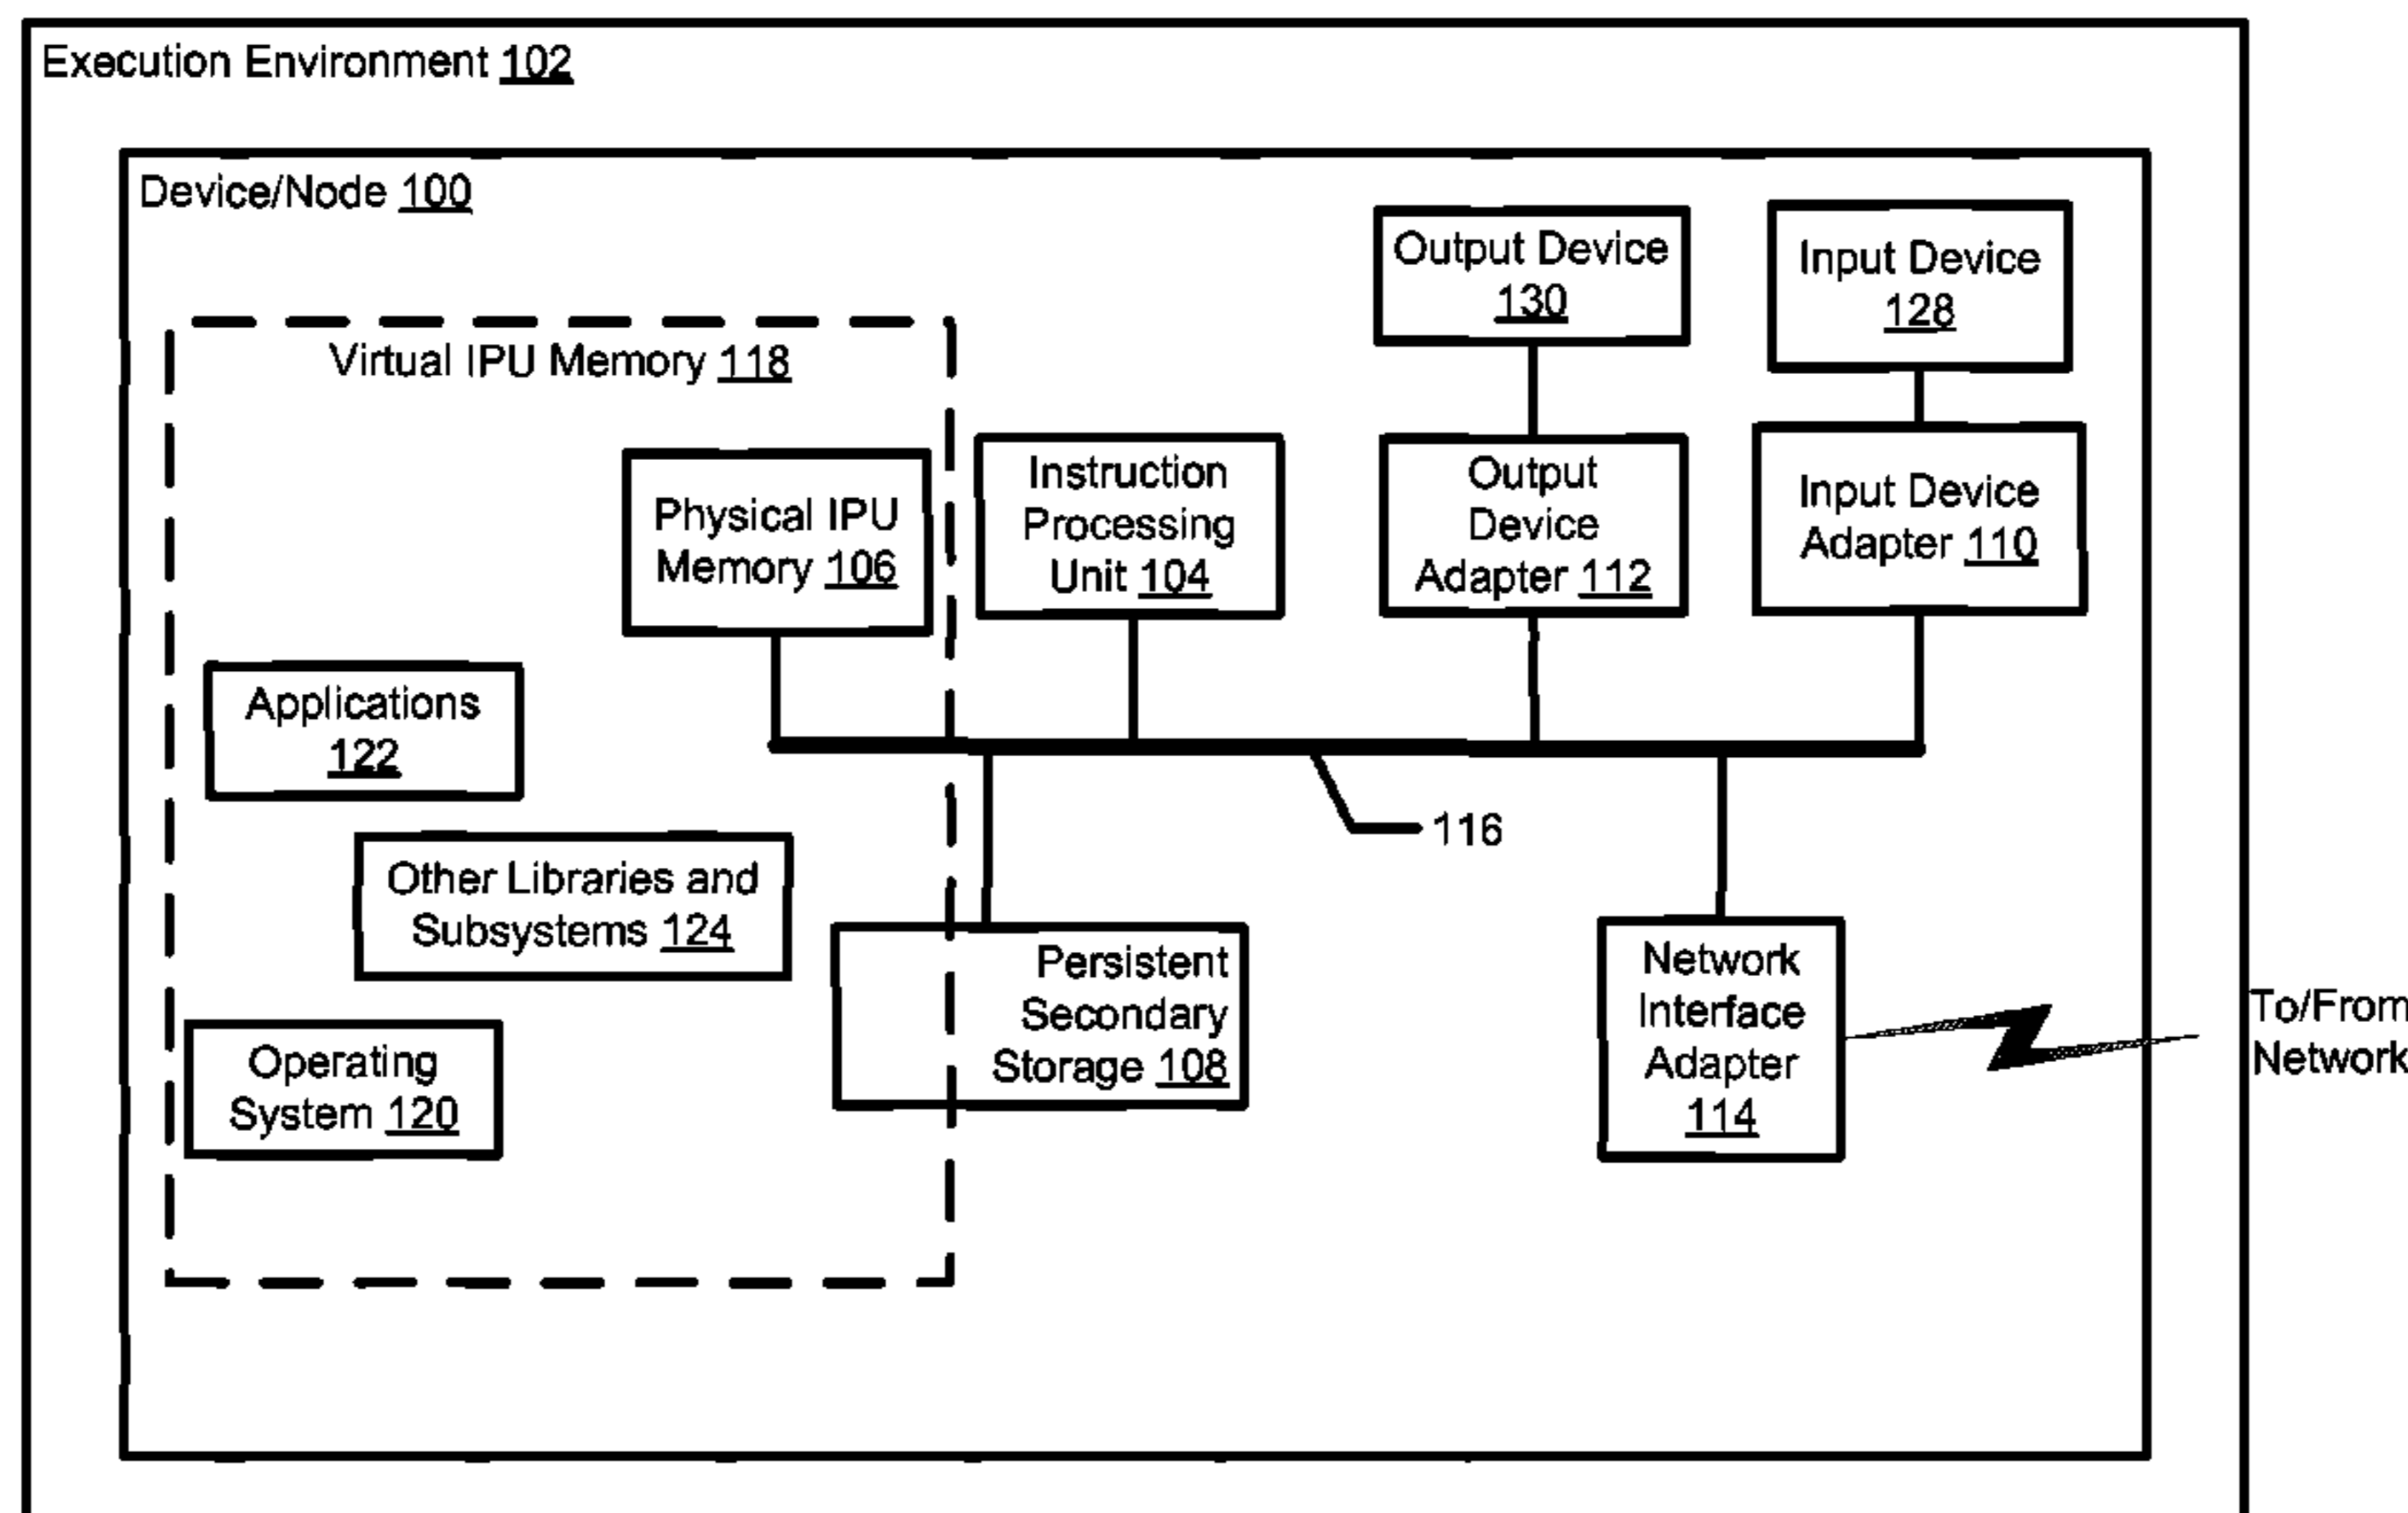 Execution Environment 102
Device/Node 100
Output Device
130
Input Device
128
Virtual IPU Memory 118
Physical IPU
Memory 106
Instruction
Processing
Unit 104
Output
Device
Adapter 112
Input Device
Adapter 110
Applications
122
116
Other Libraries and
Subsystems 124
Persistent
Secondary
Storage 108
Network
Interface
Adapter
114
To/From
Network
Operating
System 120